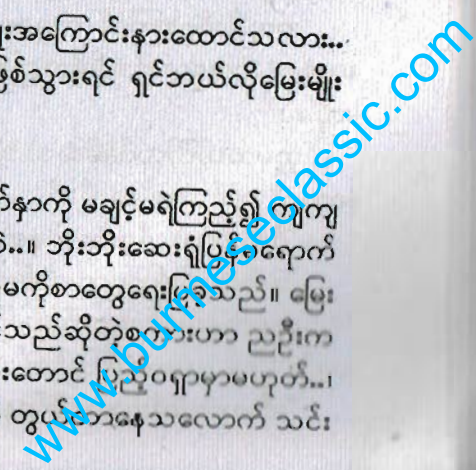 းအကြောင်းနားထောင်သလား..
ဖြစ်သွားရင် ရှင်ဘယ်လိုဖြေးမျိုး
က်နှာကို မချင့်မရဲကြည့်၍ ကျကျ
ဘိုးဘိုးဆေးရုံပြန်မရောက်
မကိုစာတွေရေးပြခဲ့သည်။ မြေး
သည်ဆိုတဲ့စကားဟာ ညဦးက
းတောင် ပြည့်ဝရှာမှာမဟုတ်..၊
တွယ်တာနေသလောက် သင်း
www.burmeseclassic.com